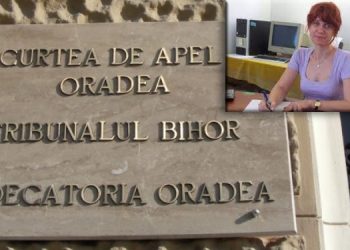 CURTEA DE APEL
ORADEA
TRIBUNALUL BIHOR
DECATORIA ORADEA